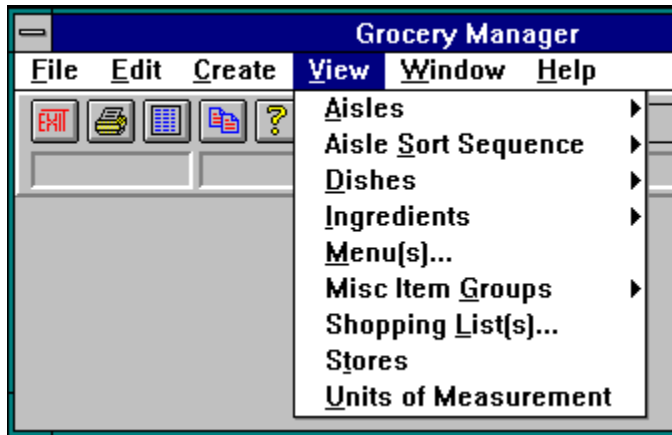 Grocery Manager
File Edit Create View Window Help
EXIT ?
Aisles
Aisle Sort Sequence
Dishes
Ingredients
Menu(s)...
Misc Item Groups
Shopping List(s)...
Stores
Units of Measurement